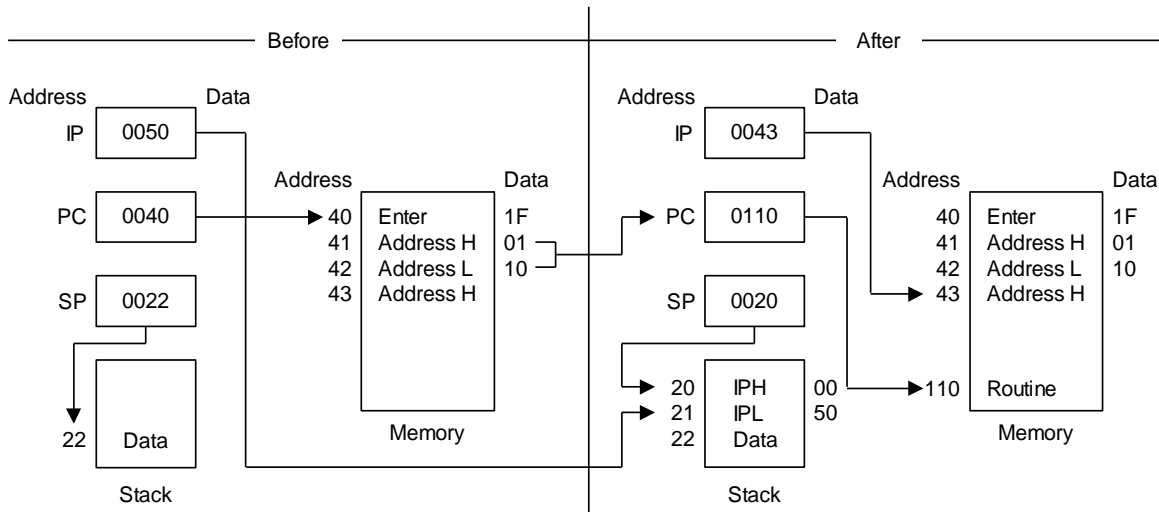 Before
Address
Data
IP
0050
PC
0040
SP
0022
22
Data
Stack
Address
Data
40 Enter 1F
41 Address H 01
42 Address L 10
43 Address H
Memory
After
Address
Data
IP
0043
PC
0110
SP
0020
20 IPH 00
21 IPL 50
22 Data
Stack
Address
Data
40 Enter 1F
41 Address H 01
42 Address L 10
43 Address H
110 Routine
Memory